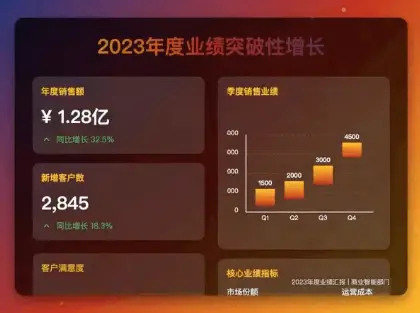 2023年度业绩突破性增长
年度销售额
¥ 1.28亿
同比增长 32.5%
新增客户数
2,845
同比增长 18.3%
客户满意度
季度销售业绩
000
4500
000
3000
000
2000
1500
000
0
Q1 Q2 Q3 Q4
核心业绩指标
2023年度业绩汇报 | 商业智能部门
市场份额 运营成本